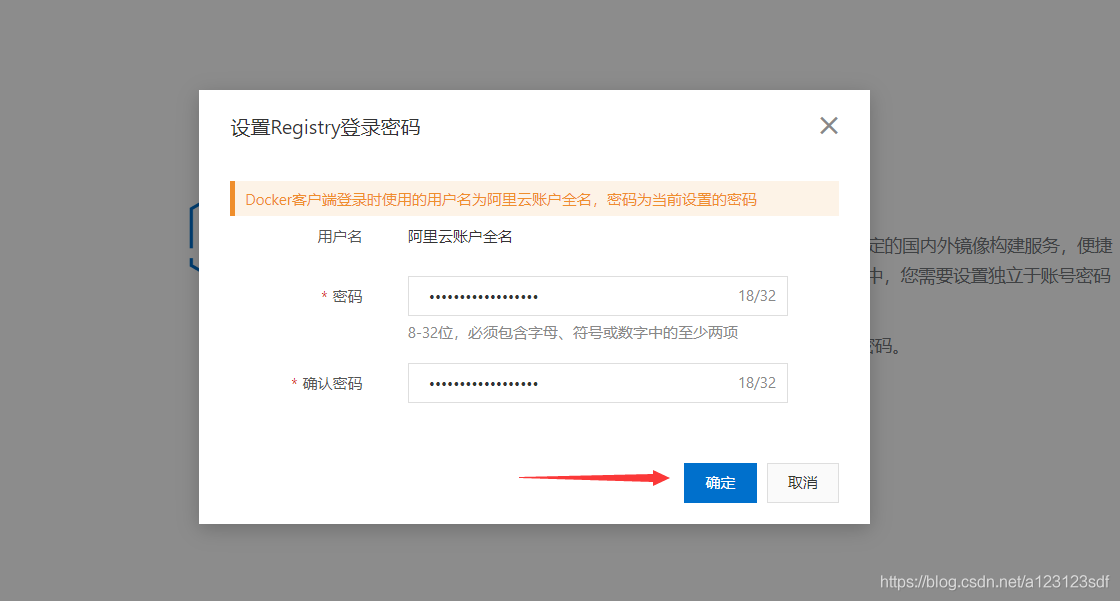 设置Registry登录密码
Docker客户端登录时使用的用户名为阿里云账户全名，密码为当前设置的密码
用户名 阿里云账户全名
定的国内外镜像构建服务，便捷
* 密码 •••••••••••••••••• 18/32
中，您需要设置独立于账号密码
8-32位，必须包含字母、符号或数字中的至少两项
密码。
* 确认密码 •••••••••••••••••• 18/32
确定 取消
https://blog.csdn.net/a123123sdf